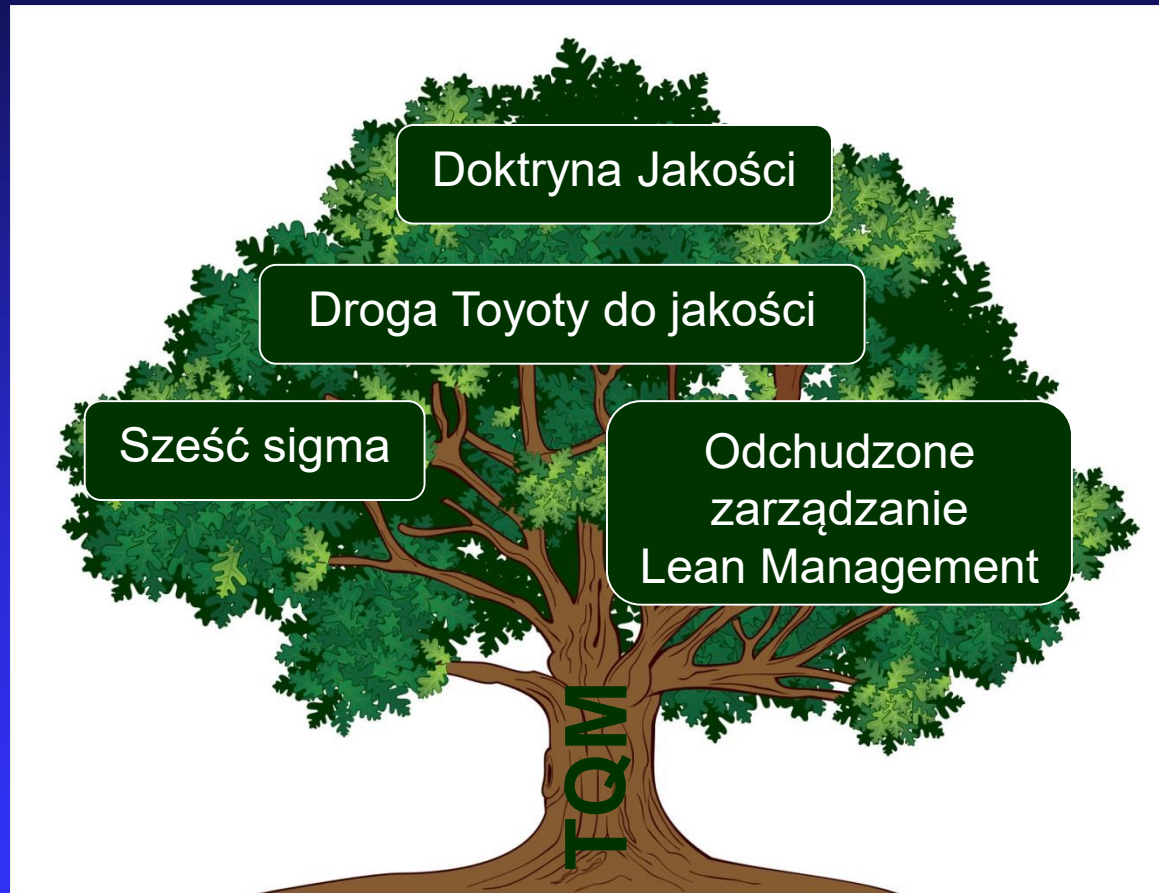 Doktryna Jakości
Droga Toyoty do jakości
Sześć sigma
Odchudzone
zarządzanie
Lean Management
TQM